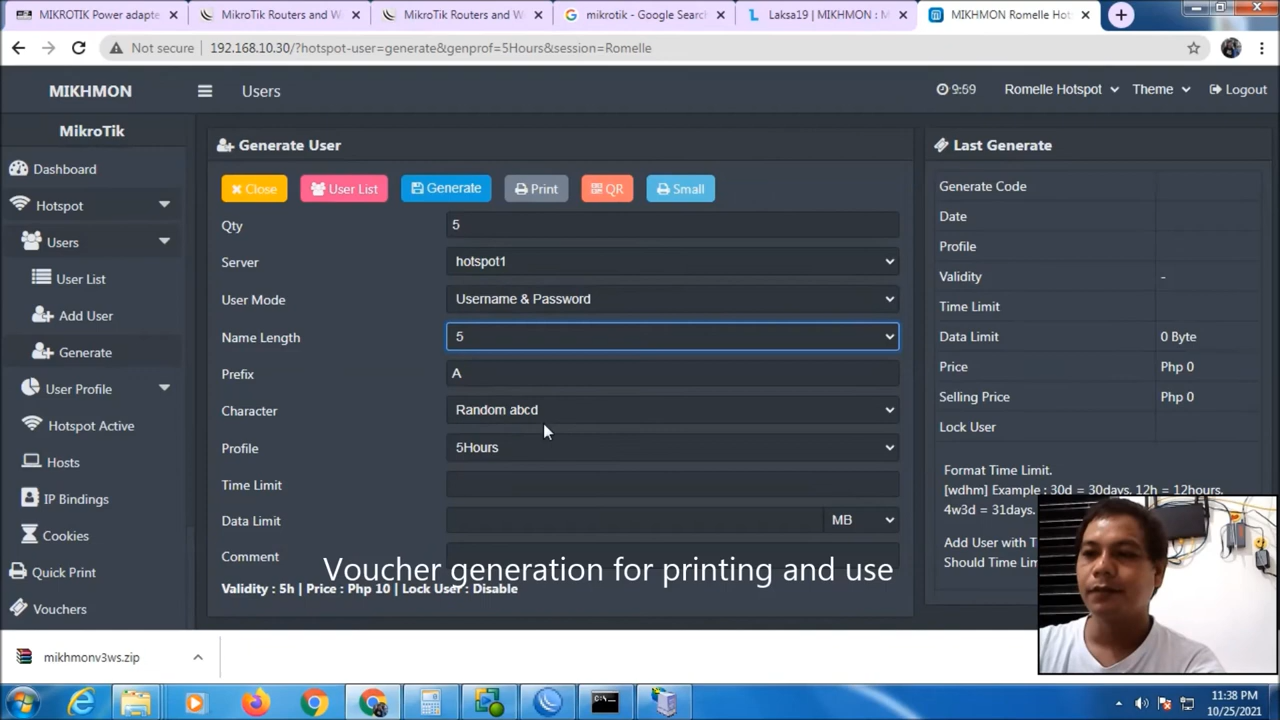 MIKROTIK Power adapte
MikroTik Routers and W
MikroTik Routers and W
mikrotik - Google Search
Laksa19 | MIKHMON : M
MIKHMON Romelle Hot
Not secure
192.168.10.30/?hotspot-user=generate&genprof=5Hours&session=Romelle
MIKHMON
Users
9:59
Romelle Hotspot
Theme
Logout
MikroTik
Dashboard
Hotspot
Users
User List
Add User
Generate
User Profile
Hotspot Active
Hosts
IP Bindings
Cookies
Quick Print
Vouchers
Generate User
Close
User List
Generate
Print
QR
Small
Qty
5
Server
hotspot1
User Mode
Username & Password
Name Length
5
Prefix
A
Character
Random abcd
Profile
5Hours
Time Limit
Data Limit
MB
Comment
Voucher generation for printing and use
Validity : 5h | Price : Php 10 | Lock User : Disable
Last Generate
Generate Code
Date
Profile
Validity
-
Time Limit
Data Limit
0 Byte
Price
Php 0
Selling Price
Php 0
Lock User
Format Time Limit.
[wdhm] Example : 30d = 30days, 12h = 12hours,
4w3d = 31days.
Add User with T
Should Time Lim
mikhmonv3ws.zip
11:38 PM
10/25/2021